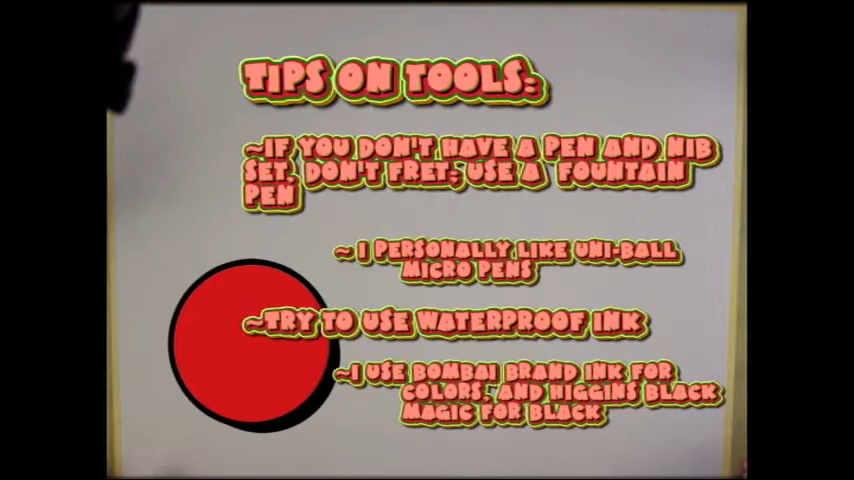 TIPS ON TOOLS:
~IF YOU DON'T HAVE A PEN AND NIB
SET, DON'T FRET; USE A FOUNTAIN
PEN
~ I PERSONALLY LIKE UNI-BALL
MICRO PENS
~TRY TO USE WATERPROOF INK
~I USE BOMBAI BRAND INK FOR
COLORS, AND HIGGINS BLACK
MAGIC FOR BLACK